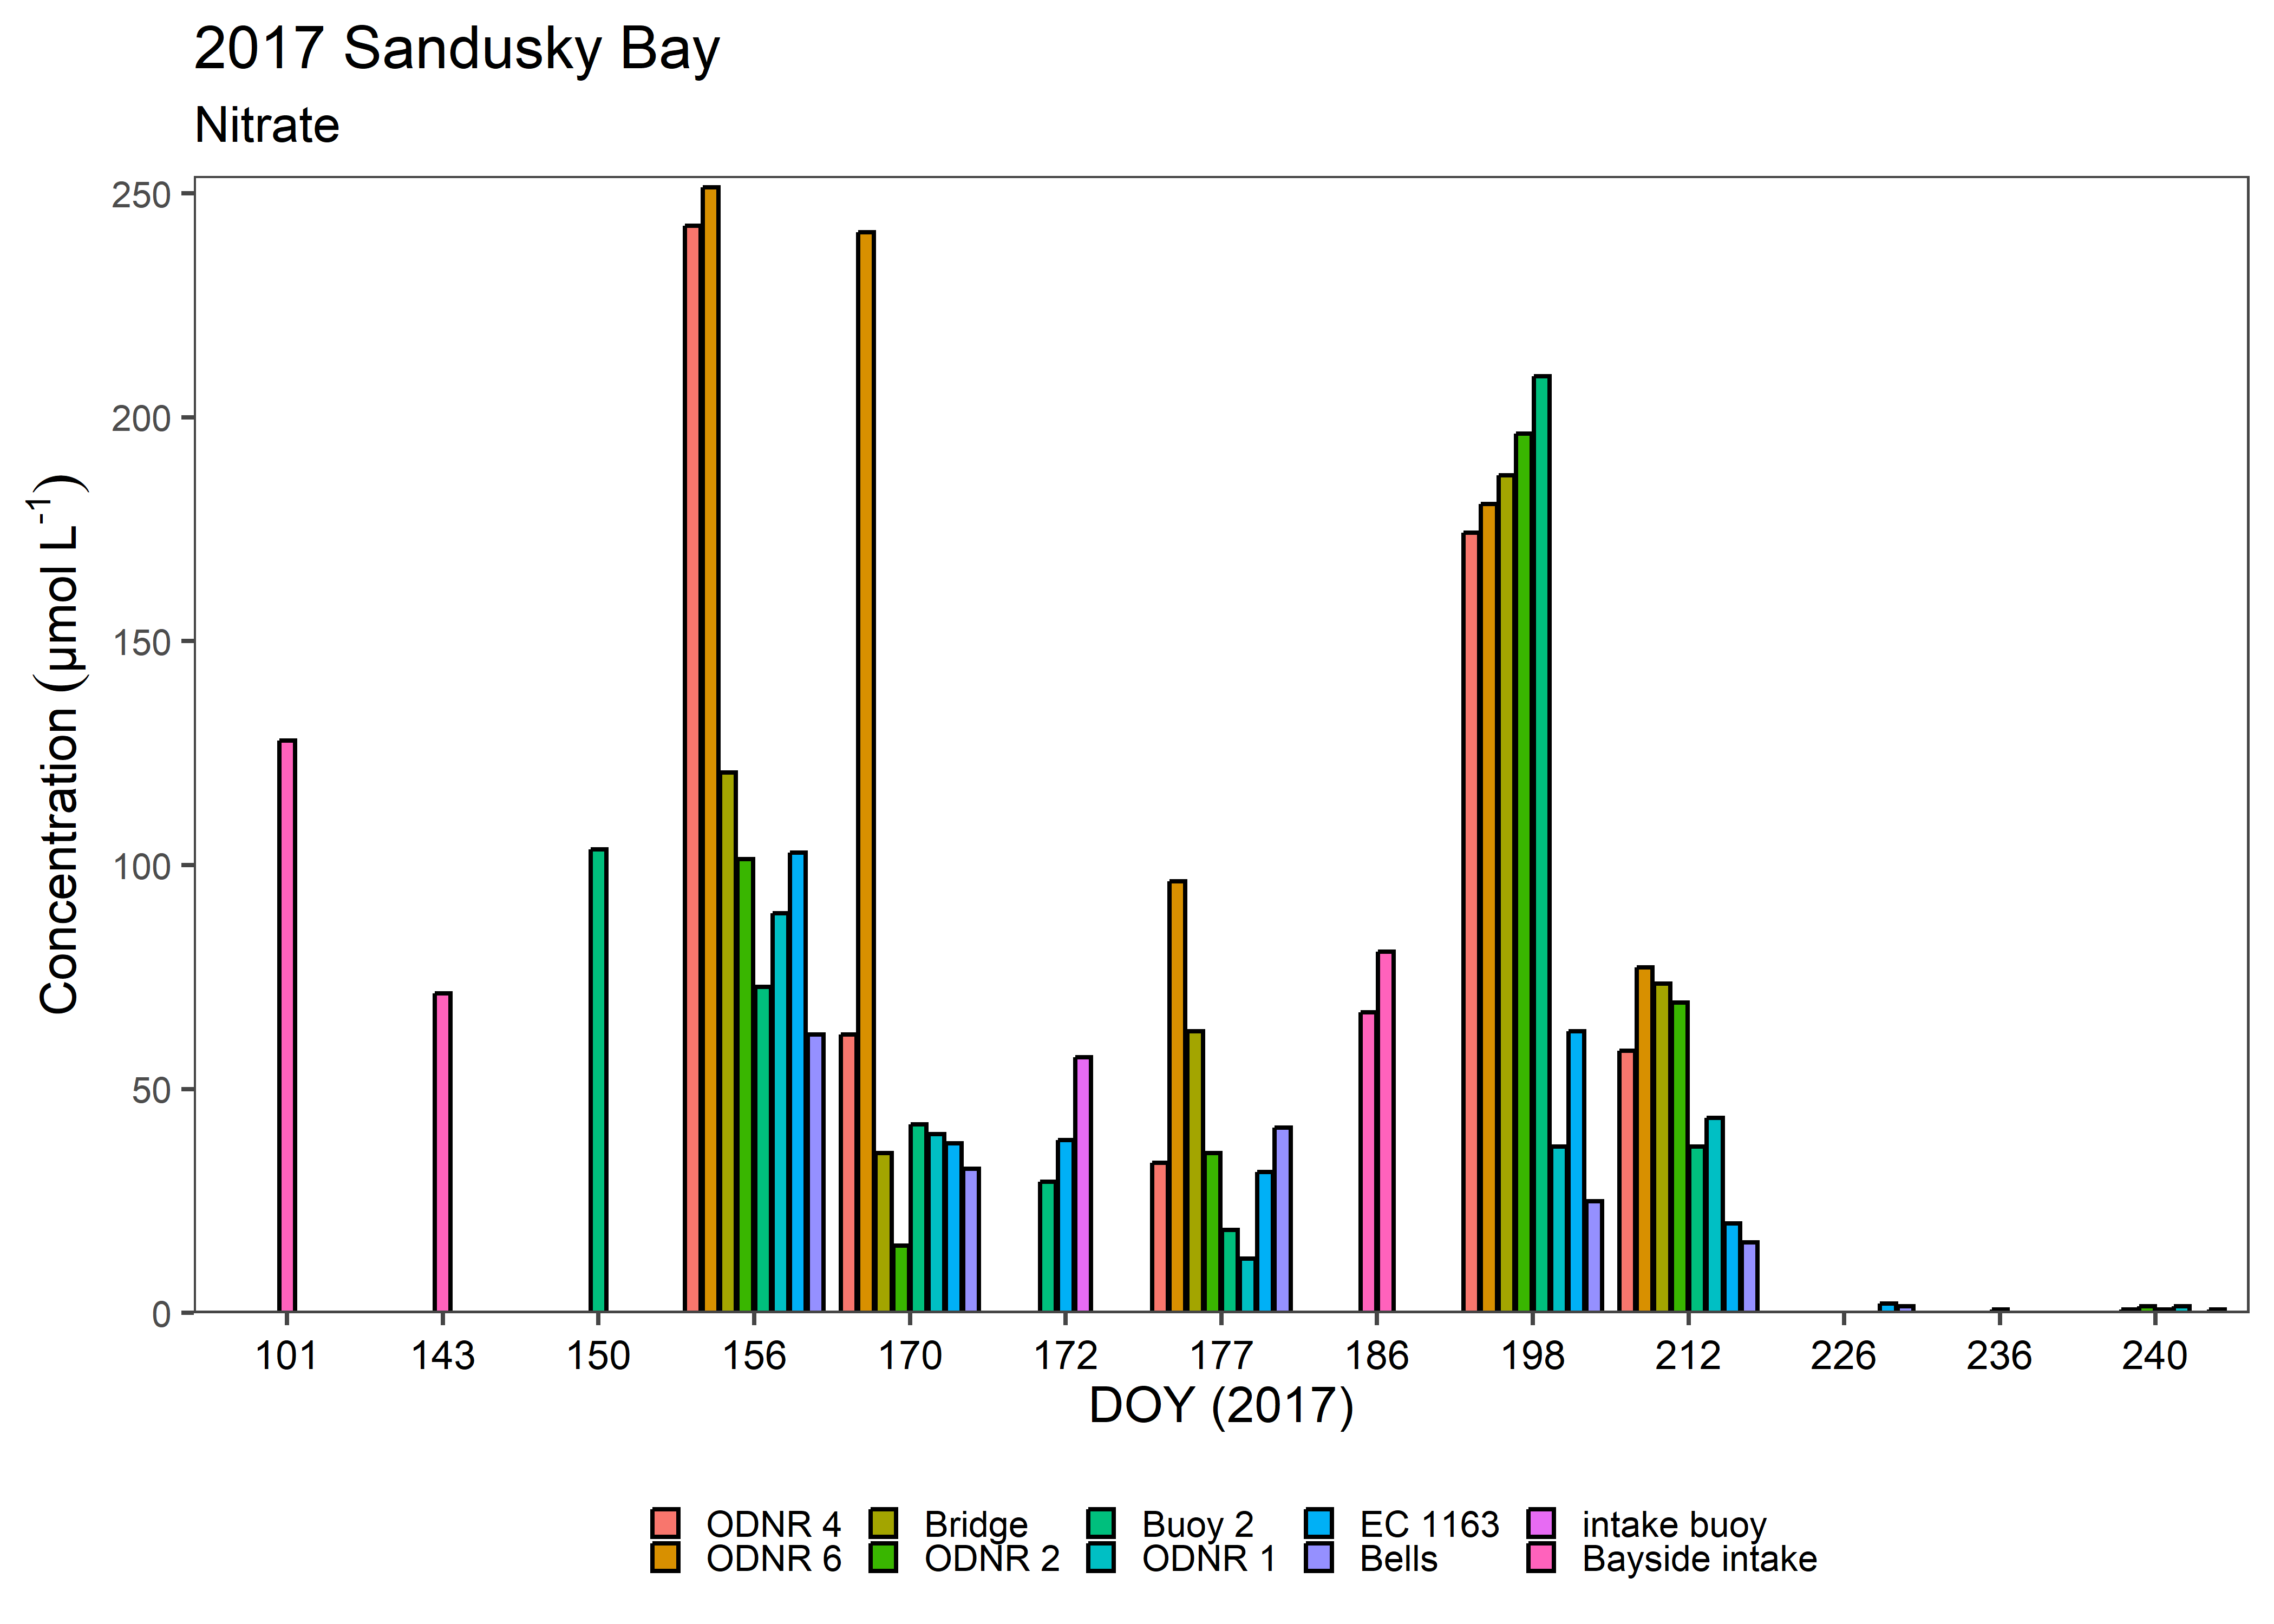 2017 Sandusky Bay
Nitrate
Concentration (µmol L⁻¹)
250
200
150
100
50
0
101 143 150 156 170 172 177 186 198 212 226 236 240
DOY (2017)
ODNR 4 Bridge Buoy 2 EC 1163 intake buoy
ODNR 6 ODNR 2 ODNR 1 Bells Bayside intake